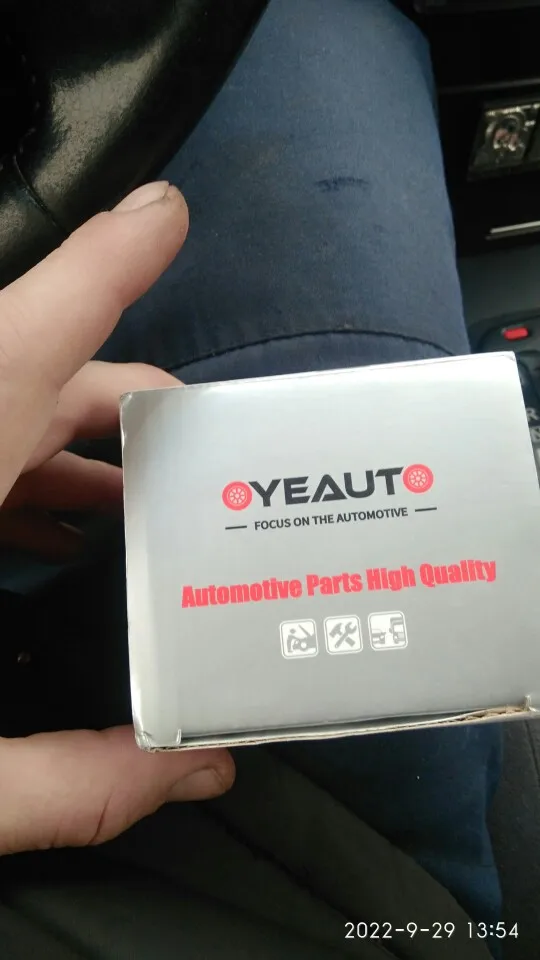 OYEAUTO
FOCUS ON THE AUTOMOTIVE
Automotive Parts High Quality
R
2022-9-29 13:54